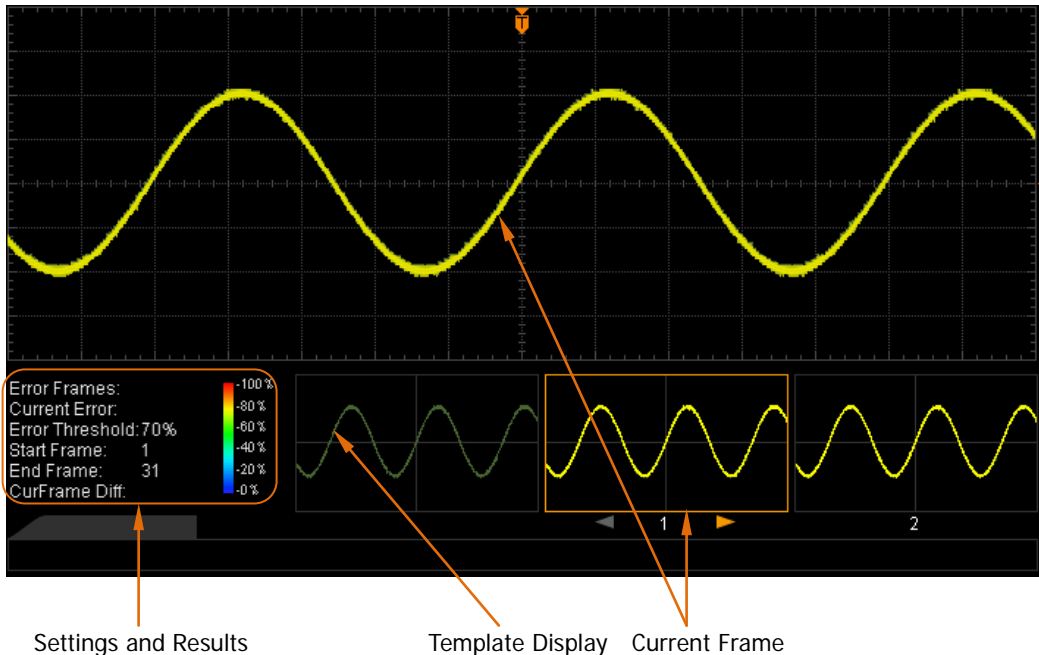 T
Error Frames:
Current Error:
Error Threshold:70%
Start Frame: 1
End Frame: 31
CurFrame Diff:
-100%
-80%
-60%
-40%
-20%
-0%
1
2
Settings and Results
Template Display
Current Frame